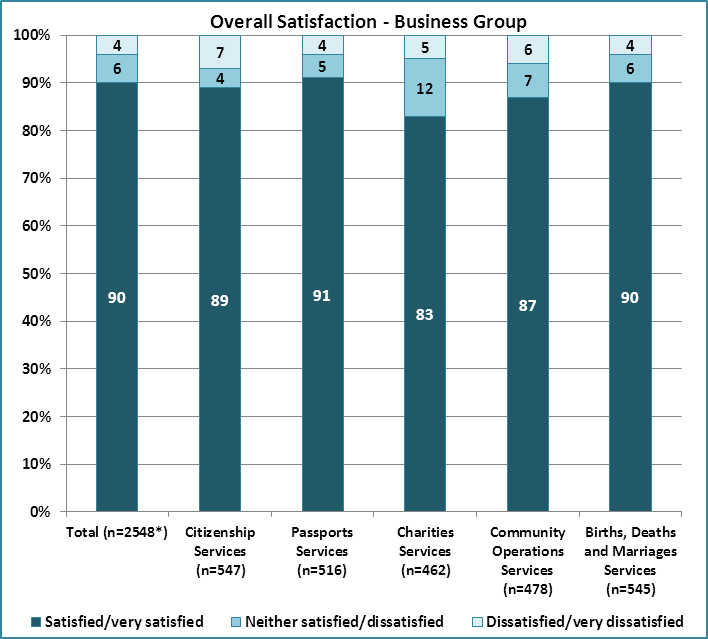 Overall Satisfaction - Business Group
100%
90%
80%
70%
60%
50%
40%
30%
20%
10%
0%
4
7
4
5
6
4
6
4
5
12
7
6
90
89
91
83
87
90
Total (n=2548*)
Citizenship
Services
(n=547)
Passports
Services
(n=516)
Charities
Services
(n=462)
Community
Operations
Services
(n=478)
Births, Deaths
and Marriages
Services
(n=545)
Satisfied/very satisfied
Neither satisfied/dissatisfied
Dissatisfied/very dissatisfied